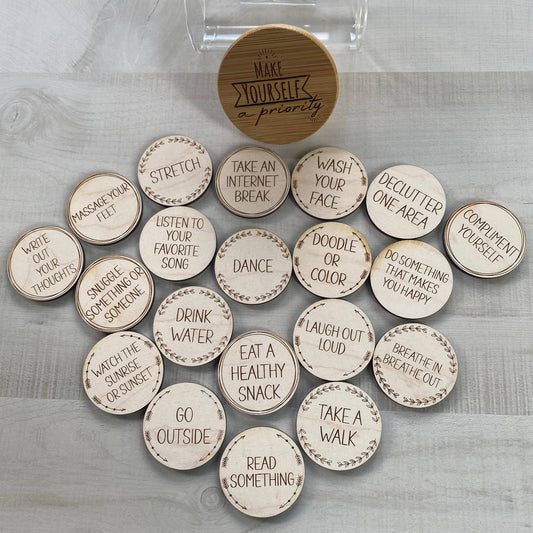 MAKE
YOURSELF
a priority
STRETCH
TAKE AN
INTERNET
BREAK
WASH
YOUR
FACE
DECLUTTER
ONE AREA
MASSAGE YOUR
FEET
LISTEN TO
YOUR
FAVORITE
SONG
COMPLIMENT
YOURSELF
WRITE
OUT
YOUR
THOUGHTS
SNUGGLE
SOMETHING OR
SOMEONE
DANCE
DOODLE
OR
COLOR
DO SOMETHING
THAT MAKES
YOU HAPPY
DRINK
WATER
LAUGH OUT
LOUD
WATCH THE
SUNRISE
OR SUNSET
EAT A
HEALTHY
SNACK
BREATHE IN
BREATHE OUT
GO
OUTSIDE
TAKE A
WALK
READ
SOMETHING